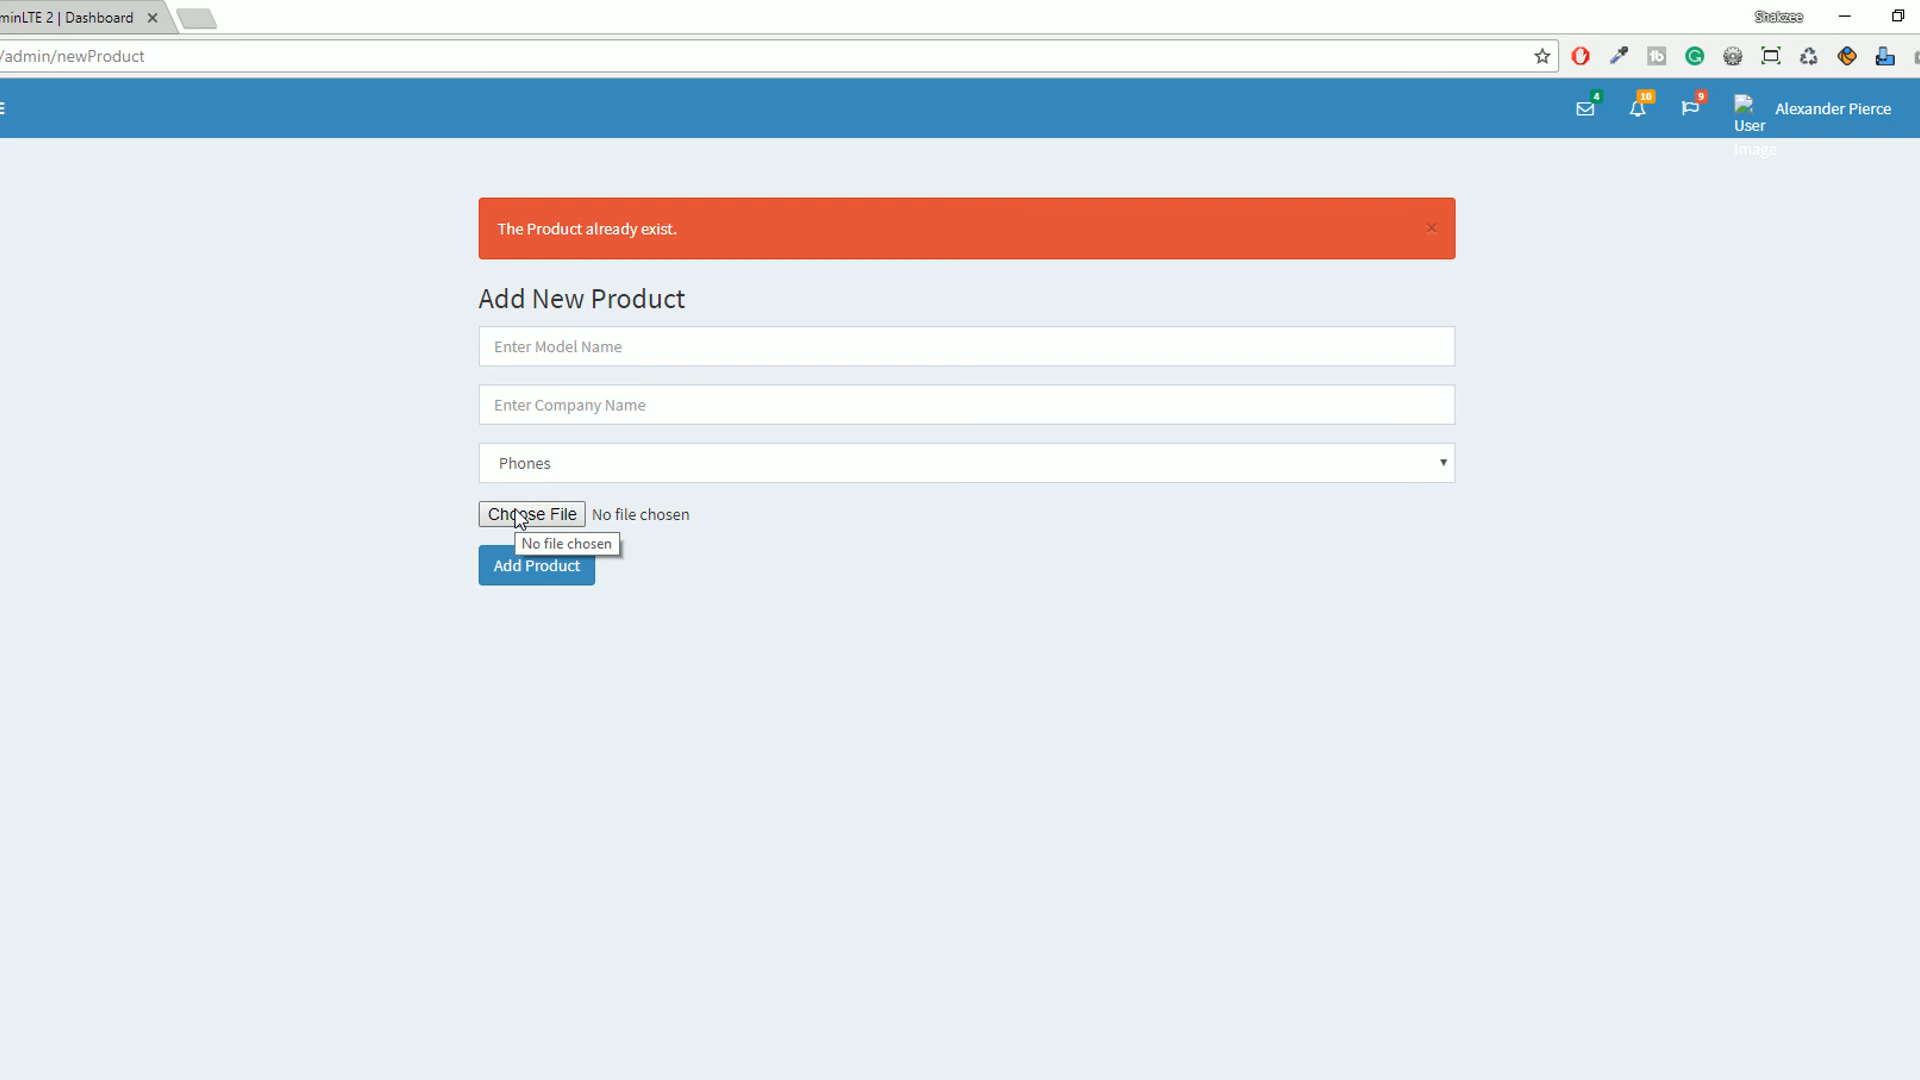 minLTE 2 | Dashboard
Shakzee
/admin/newProduct
4
10
9
Alexander Pierce
User
Image
The Product already exist.
Add New Product
Enter Model Name
Enter Company Name
Phones
Choose File No file chosen
No file chosen
Add Product